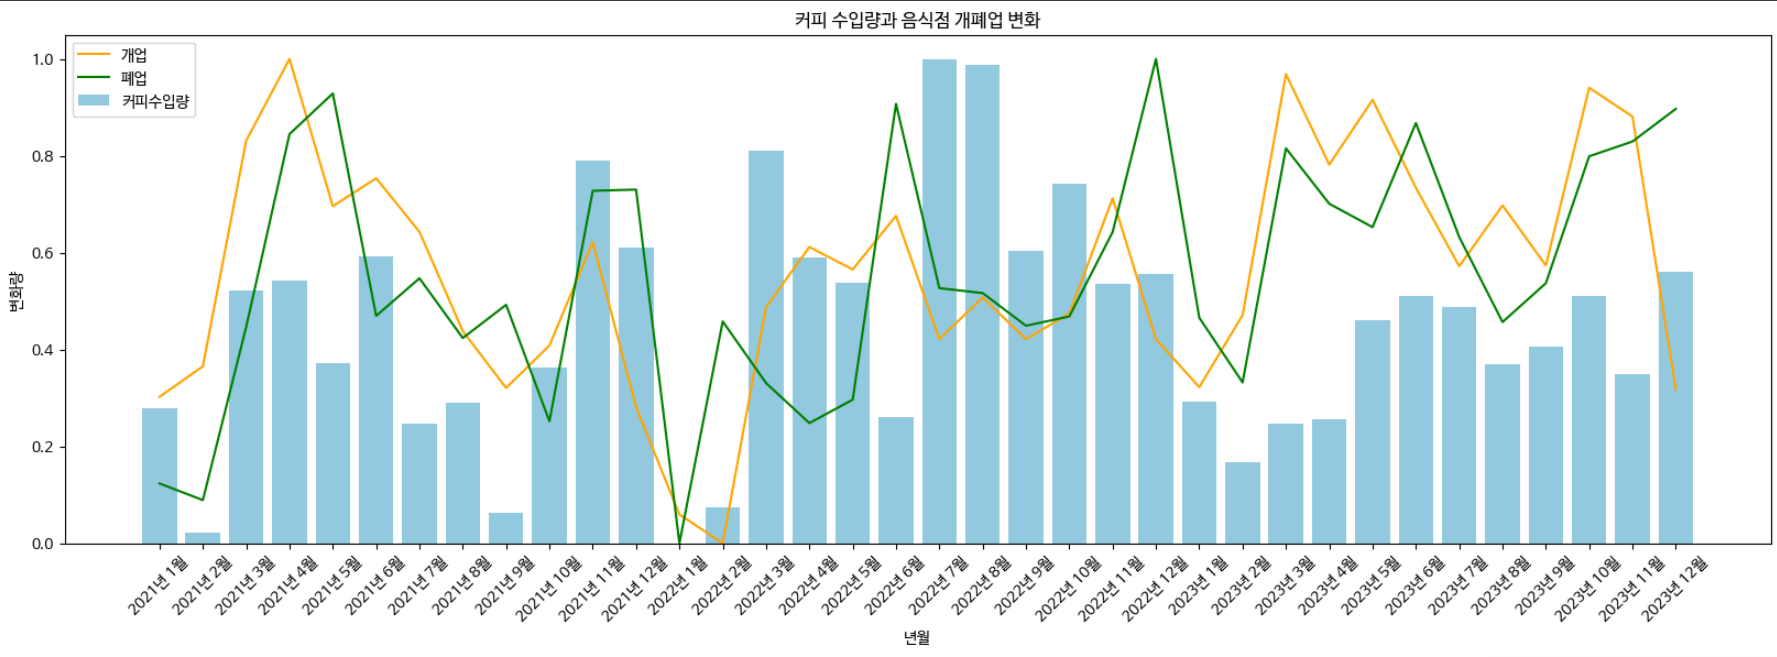 커피 수입량과 음식점 개폐업 변화
개업
폐업
커피수입량
변화량
1.0
0.8
0.6
0.4
0.2
0.0
2021년 1월
2021년 2월
2021년 3월
2021년 4월
2021년 5월
2021년 6월
2021년 7월
2021년 8월
2021년 9월
2021년 10월
2021년 11월
2021년 12월
2022년 1월
2022년 2월
2022년 3월
2022년 4월
2022년 5월
2022년 6월
2022년 7월
2022년 8월
2022년 9월
2022년 10월
2022년 11월
2022년 12월
2023년 1월
2023년 2월
2023년 3월
2023년 4월
2023년 5월
2023년 6월
2023년 7월
2023년 8월
2023년 9월
2023년 10월
2023년 11월
2023년 12월
년월